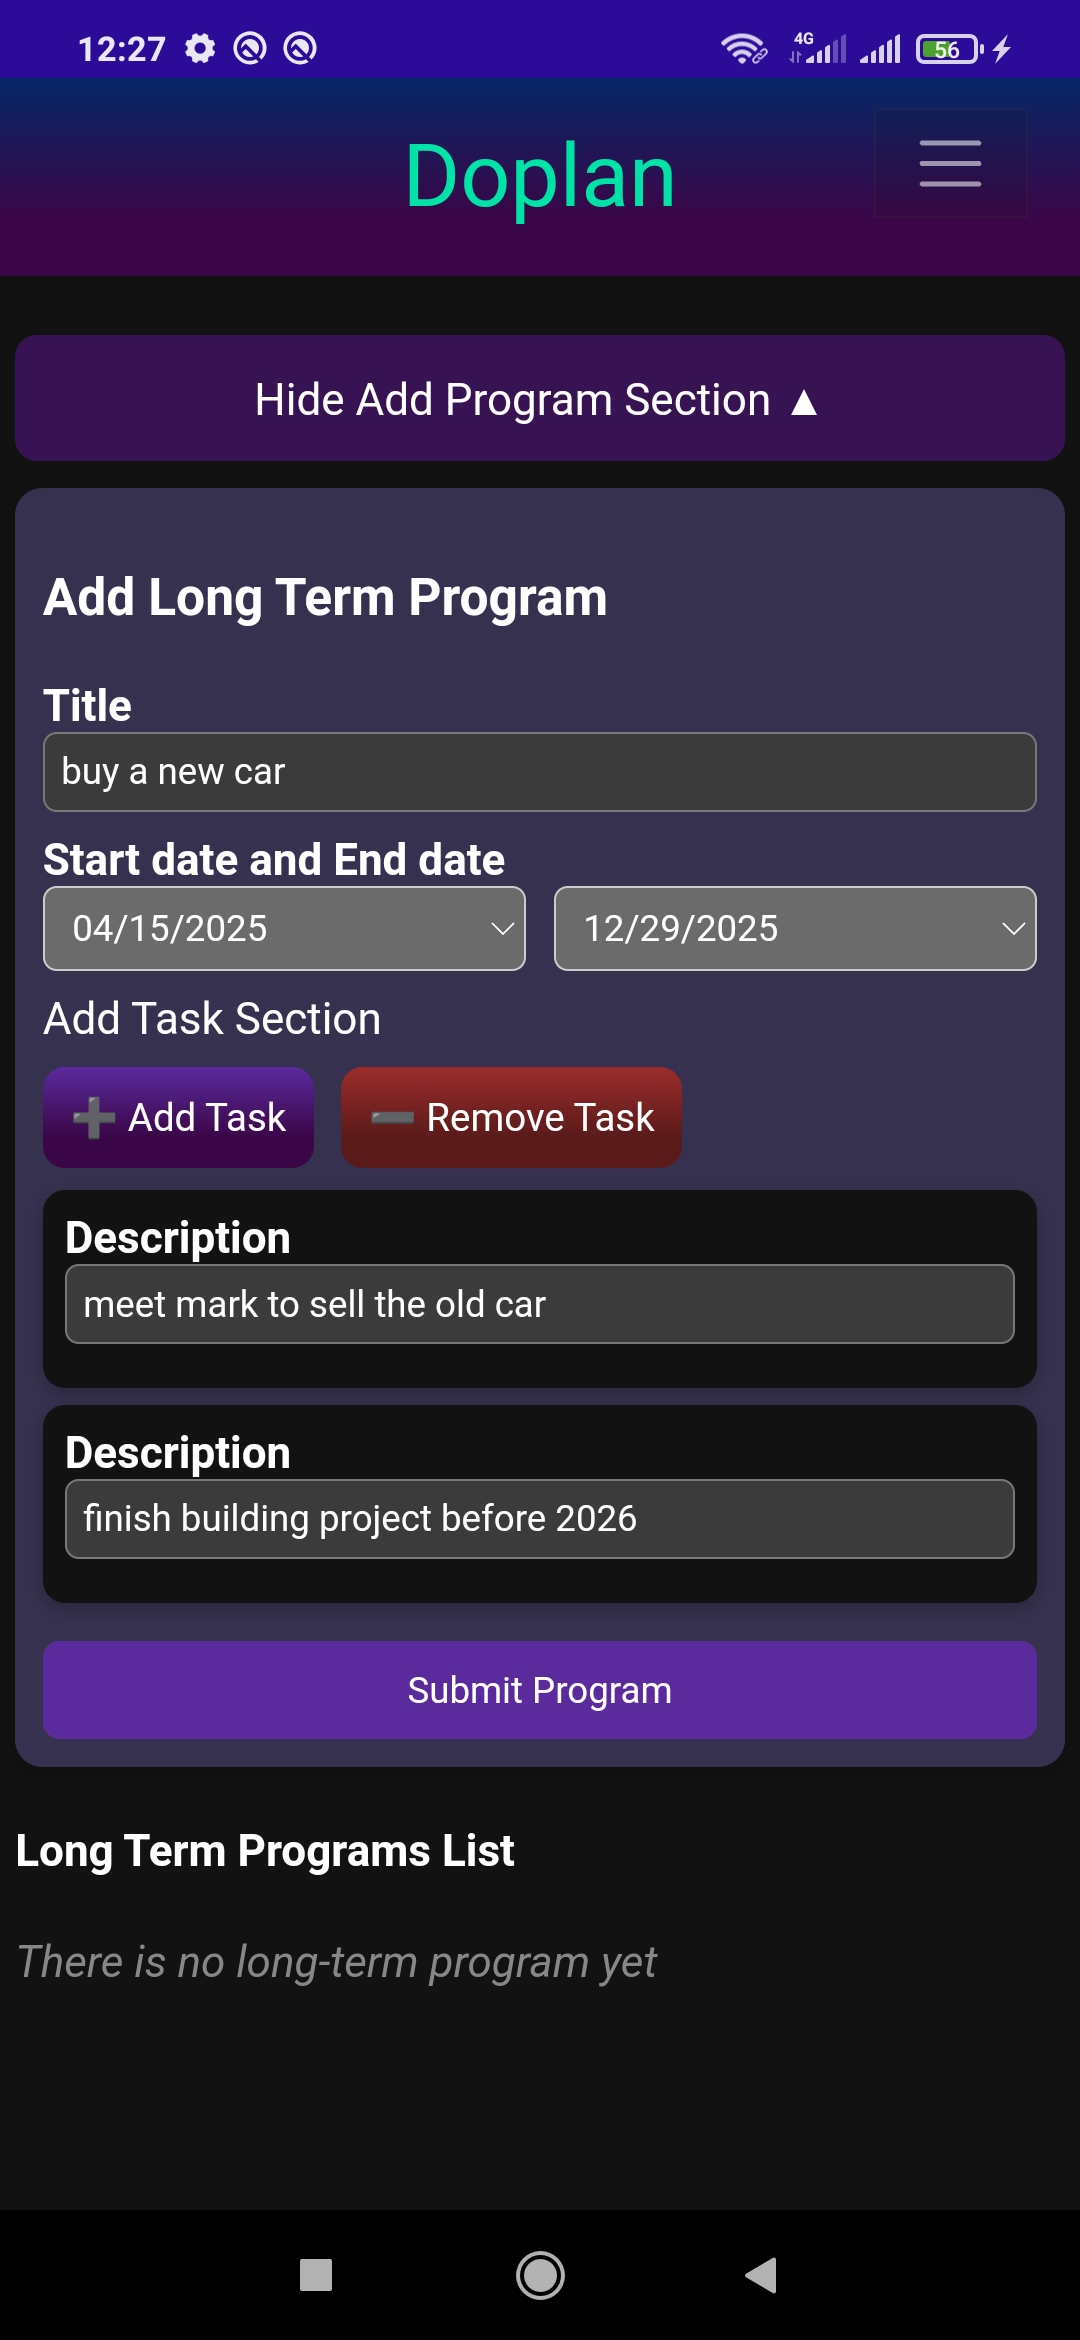 12:27
4G
56
Doplan
Hide Add Program Section ▲
Add Long Term Program
Title
buy a new car
Start date and End date
04/15/2025 12/29/2025
Add Task Section
➕ Add Task ➖ Remove Task
Description
meet mark to sell the old car
Description
finish building project before 2026
Submit Program
Long Term Programs List
There is no long-term program yet